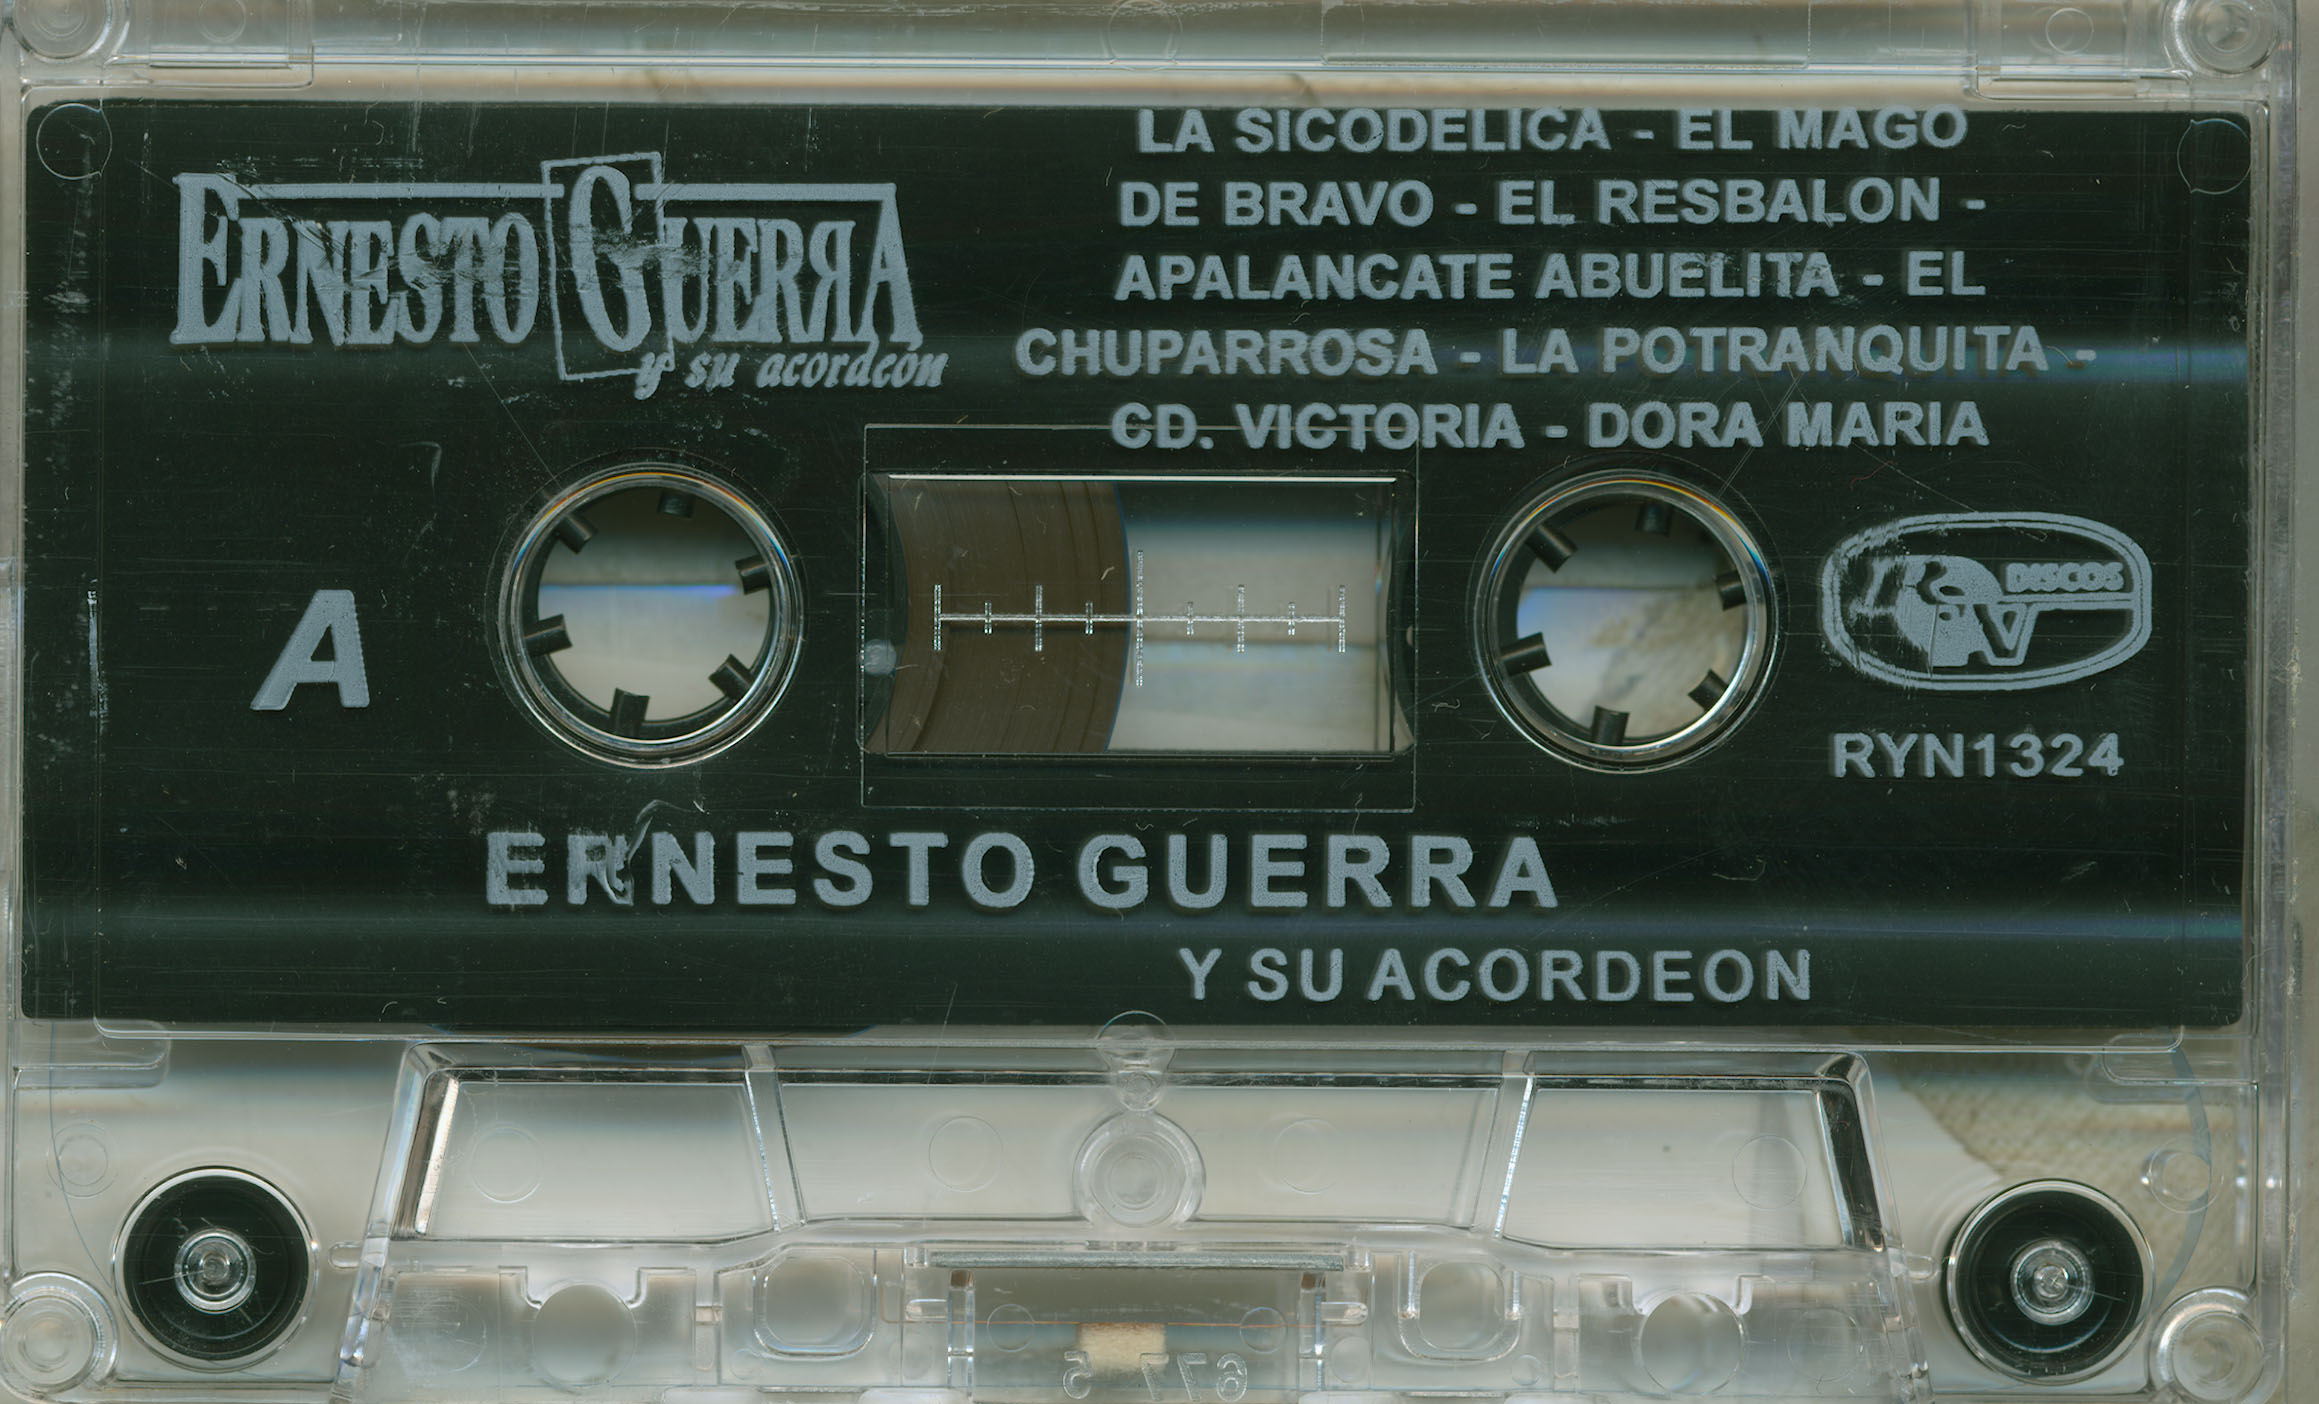 ERNESTO GUERRA
y su acordeón
LA SICODELICA - EL MAGO
DE BRAVO - EL RESBALON -
APALANCATE ABUELITA - EL
CHUPARROSA - LA POTRANQUITA -
CD. VICTORIA - DORA MARIA
A
DISCOS
RYN1324
ERNESTO GUERRA
Y SU ACORDEON